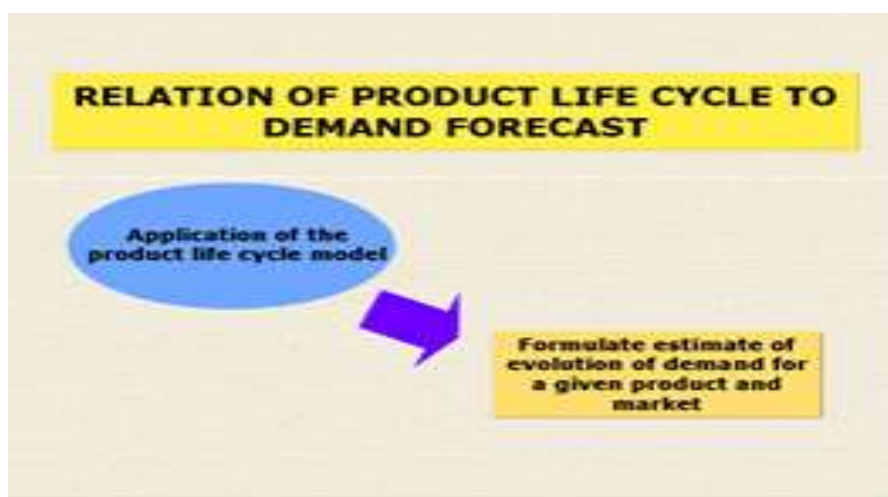 RELATION OF PRODUCT LIFE CYCLE TO
DEMAND FORECAST
Application of the
product life cycle model
Formulate estimate of
evolution of demand for
a given product and
market